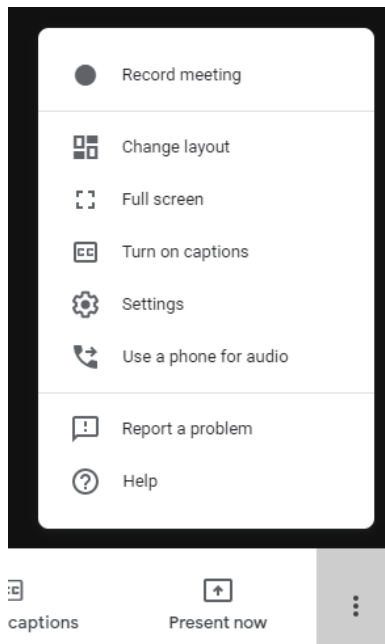 Record meeting
Change layout
Full screen
Turn on captions
Settings
Use a phone for audio
Report a problem
Help
captions
Present now